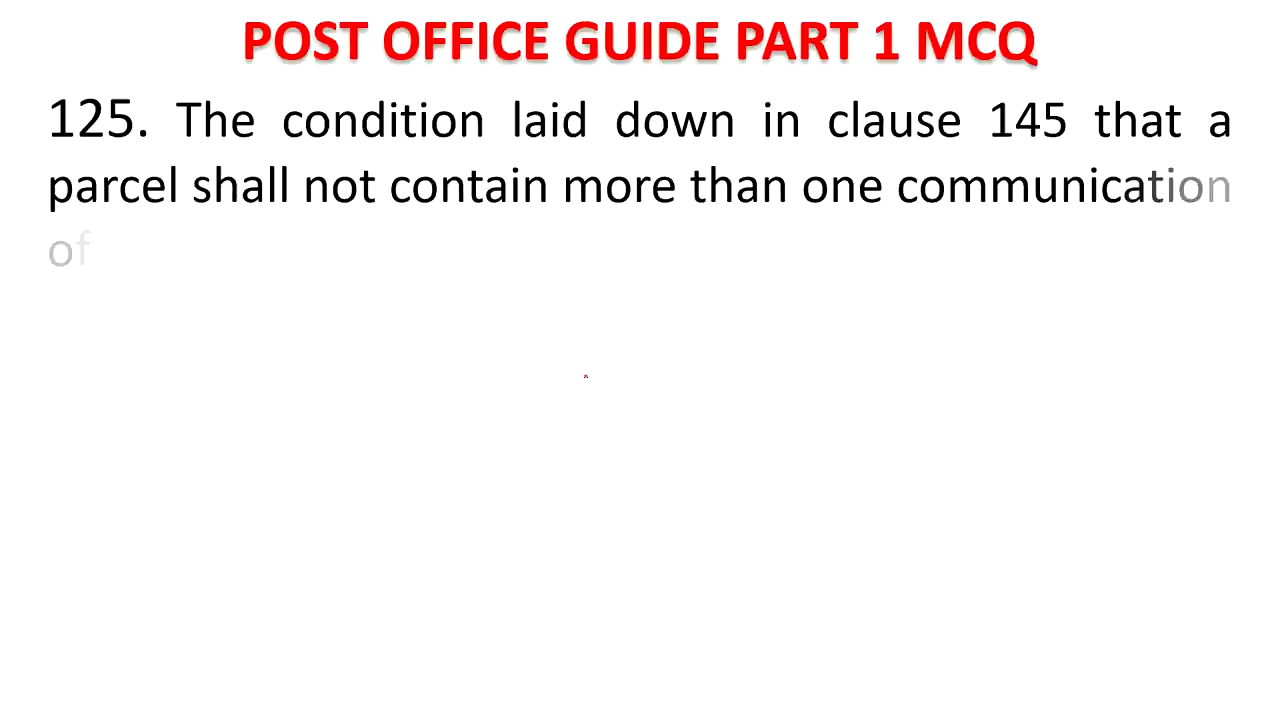 POST OFFICE GUIDE PART 1 MCQ
125. The condition laid down in clause 145 that a
parcel shall not contain more than one communication
of